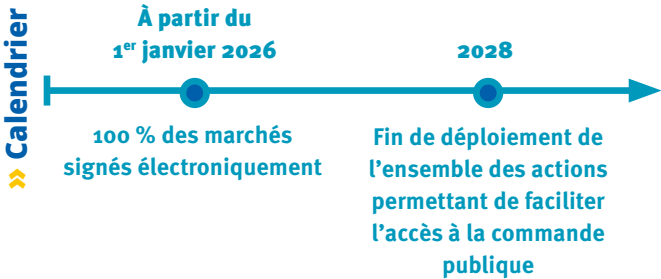 » Calendrier
À partir du
1er janvier 2026
100 % des marchés
signés électroniquement
2028
Fin de déploiement de
l'ensemble des actions
permettant de faciliter
l'accès à la commande
publique